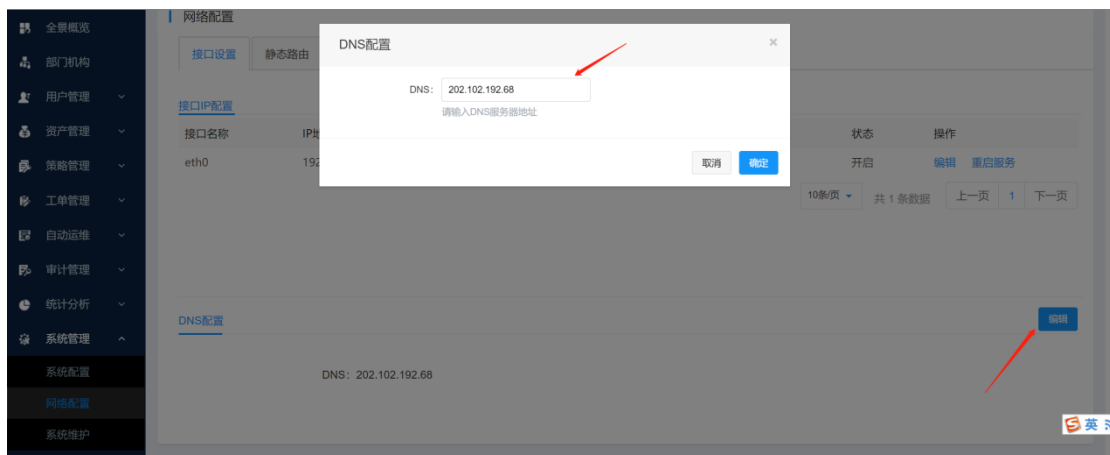 全景概览
部门机构
用户管理
资产管理
策略管理
工单管理
自动运维
审计管理
统计分析
系统管理
系统配置
网络配置
系统维护
网络配置
接口设置
静态路由
接口IP配置
接口名称 IP 状态 操作
eth0 192 开启 编辑 重启服务
10条/页 共 1 条数据 上一页 1 下一页
DNS配置 ×
DNS: 202.102.192.68
请输入DNS服务器地址
取消 确定
DNS配置 编辑
DNS: 202.102.192.68
英